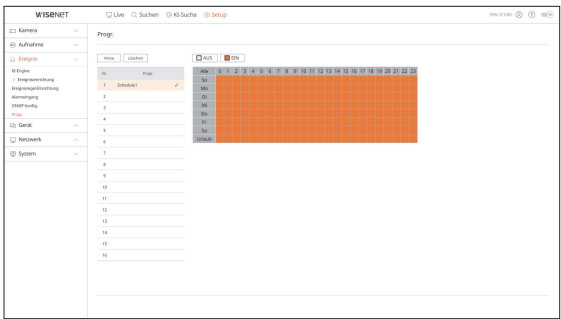 WISENET Live Suchen KI-Suche Setup
Kamera
Aufnahme
Ereignis
KI-Engine
Ereigniseinrichtung
Ereignisregel-Einrichtung
Alarmeingang
ONVIF-Konfig.
Progr.
Gerät
Netzwerk
System
Progr.
Hinzu Löschen
Nr. Progr.
1 Schedule1
2
3
4
5
6
7
8
9
10
11
12
13
14
15
16
AUS EIN
Alle 0 1 2 3 4 5 6 7 8 9 10 11 12 13 14 15 16 17 18 19 20 21 22 23
So
Mo
Di
Mi
Do
Fr
Sa
Urlaub